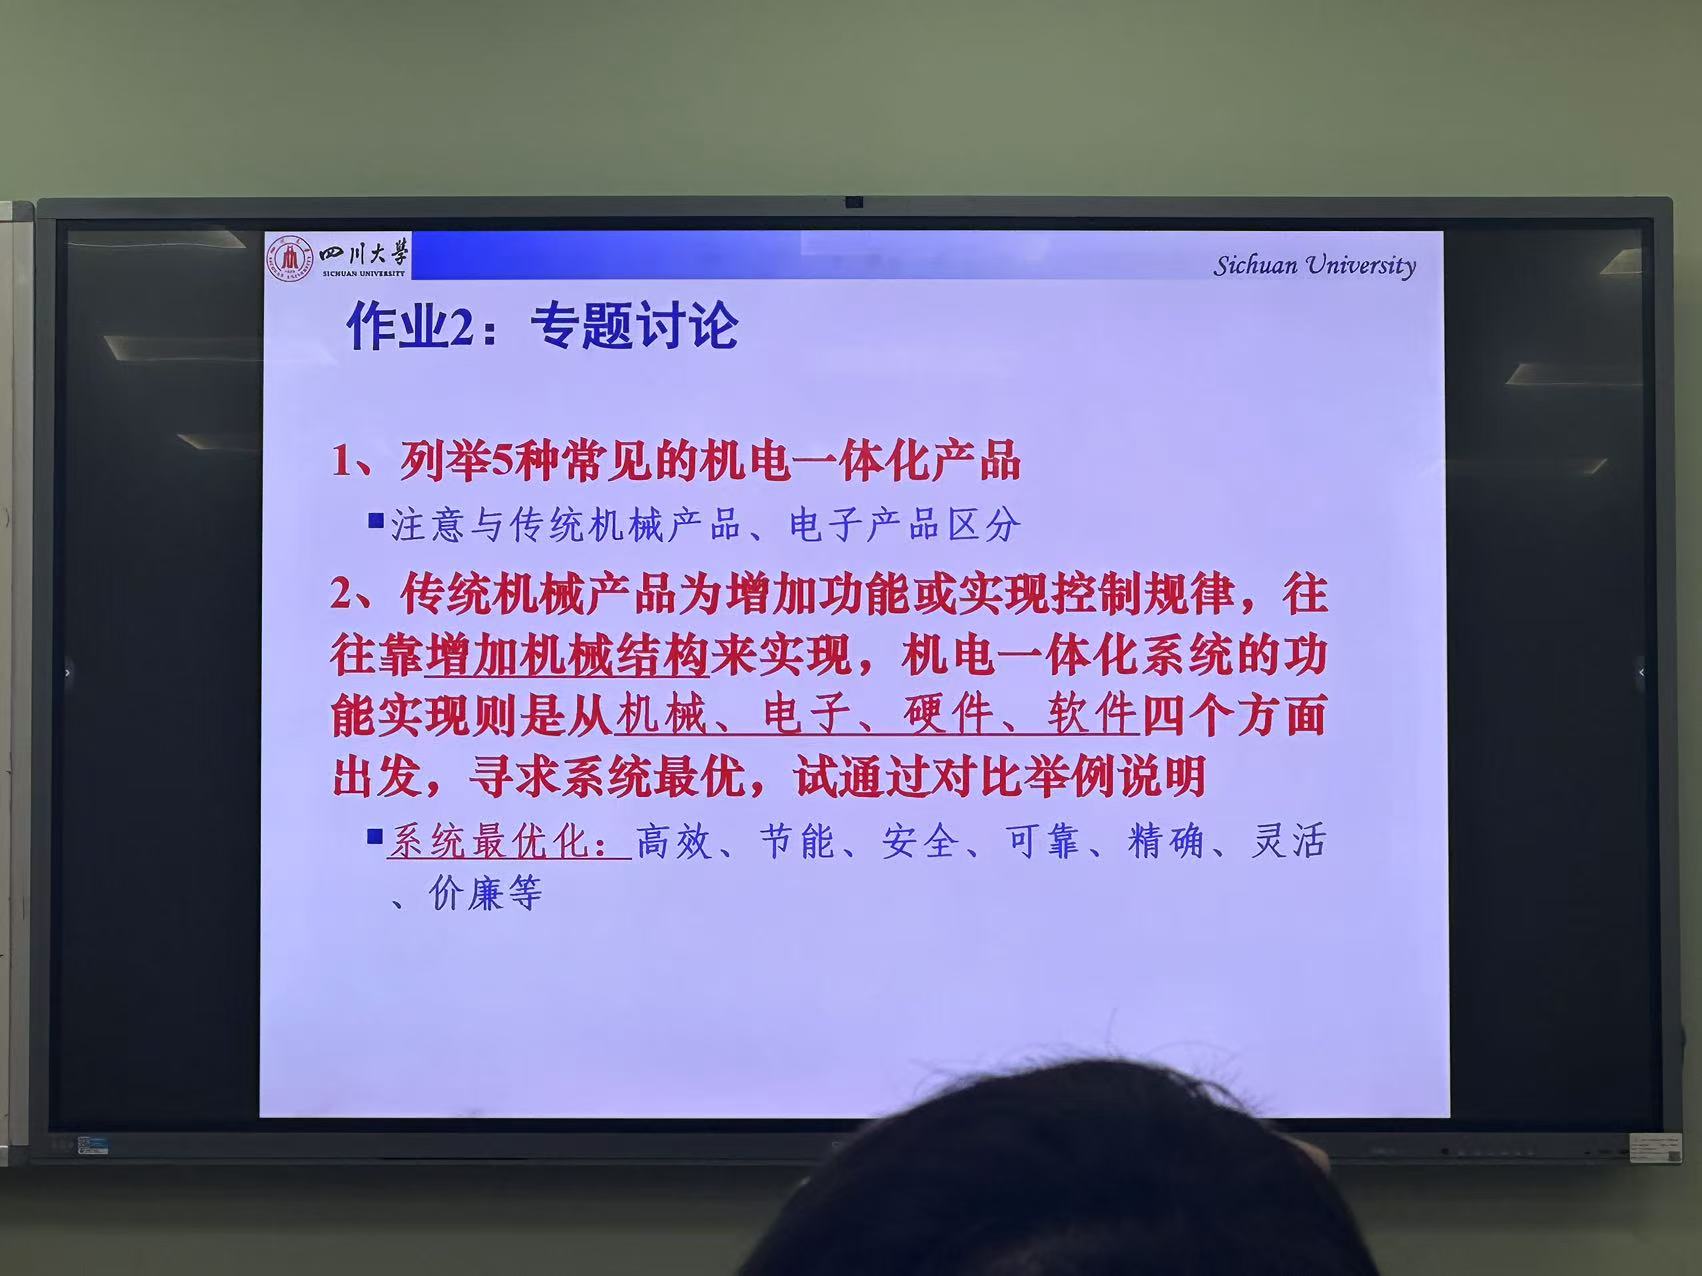 四川大學
SICHUAN UNIVERSITY
Sichuan University
作业2：专题讨论
1、列举5种常见的机电一体化产品
注意与传统机械产品、电子产品区分
2、传统机械产品为增加功能或实现控制规律，往
往靠增加机械结构来实现，机电一体化系统的功
能实现则是从机械、电子、硬件、软件四个方面
出发，寻求系统最优，试通过对比举例说明
系统最优化：高效、节能、安全、可靠、精确、灵活
、价廉等